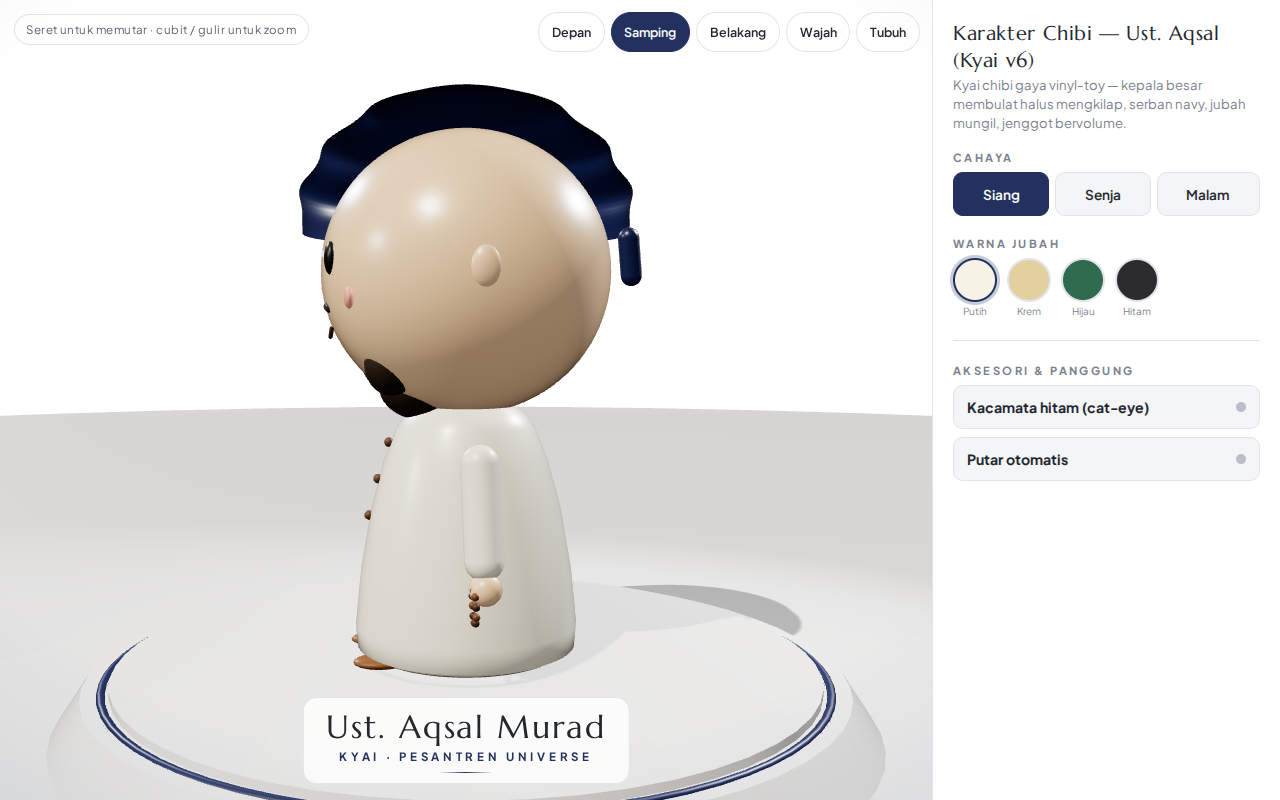 Seret untuk memutar · cubit / gulir untuk zoom
Depan
Samping
Belakang
Wajah
Tubuh
Ust. Aqsal Murad
KYAI · PESANTREN UNIVERSE
Karakter Chibi — Ust. Aqsal
(Kyai v6)
Kyai chibi gaya vinyl-toy — kepala besar
membulat halus mengkilap, serban navy, jubah
mungil, jenggot bervolume.
CAHAYA
Siang
Senja
Malam
WARNA JUBAH
Putih
Krem
Hijau
Hitam
AKSESORI & PANGGUNG
Kacamata hitam (cat-eye)
Putar otomatis